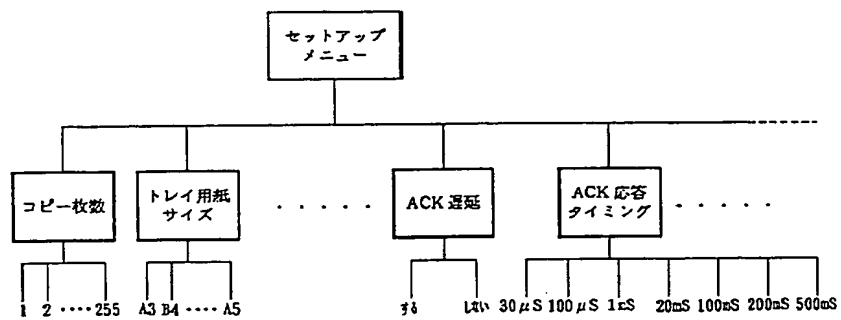 セットアップ
メニュー
コピー枚数
トレイ用紙
サイズ
・・・・・
ACK 遅延
ACK 応答
タイミング
・・・・・
1 2 ・・・・ 255
A3 B4 ・・・・ A5
する しない
30μS 100μS 1mS 20mS 100mS 200mS 500mS